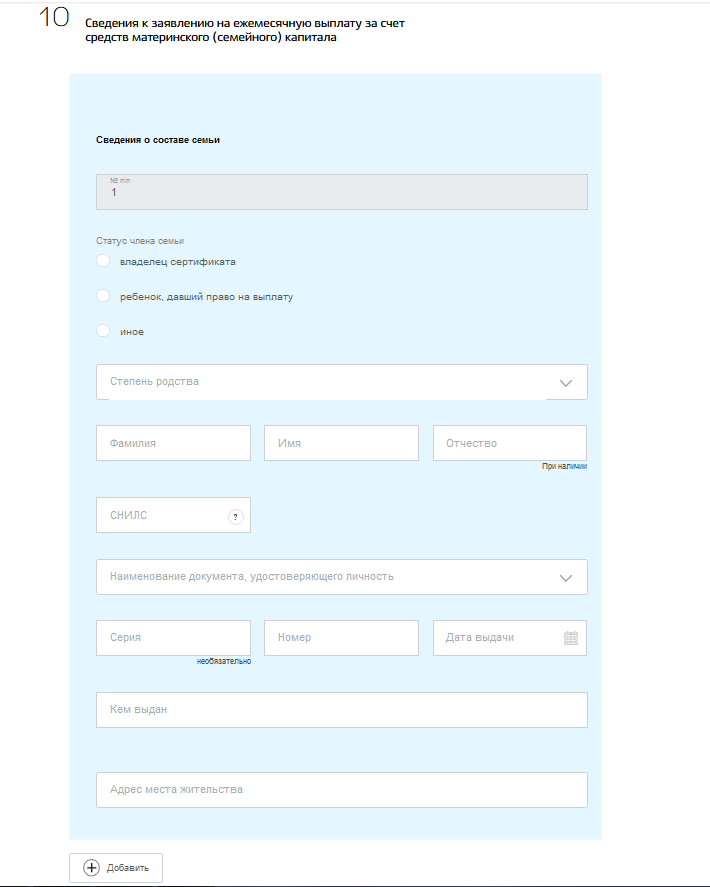 10
Сведения к заявлению на ежемесячную выплату за счет
средств материнского (семейного) капитала
Сведения о составе семьи
№ п\п
1
Статус члена семьи
владелец сертификата
ребенок, давший право на выплату
иное
Степень родства
Фамилия Имя Отчество
При наличии
СНИЛС ?
Наименование документа, удостоверяющего личность
Серия Номер Дата выдачи
необязательно
Кем выдан
Адрес места жительства
Добавить